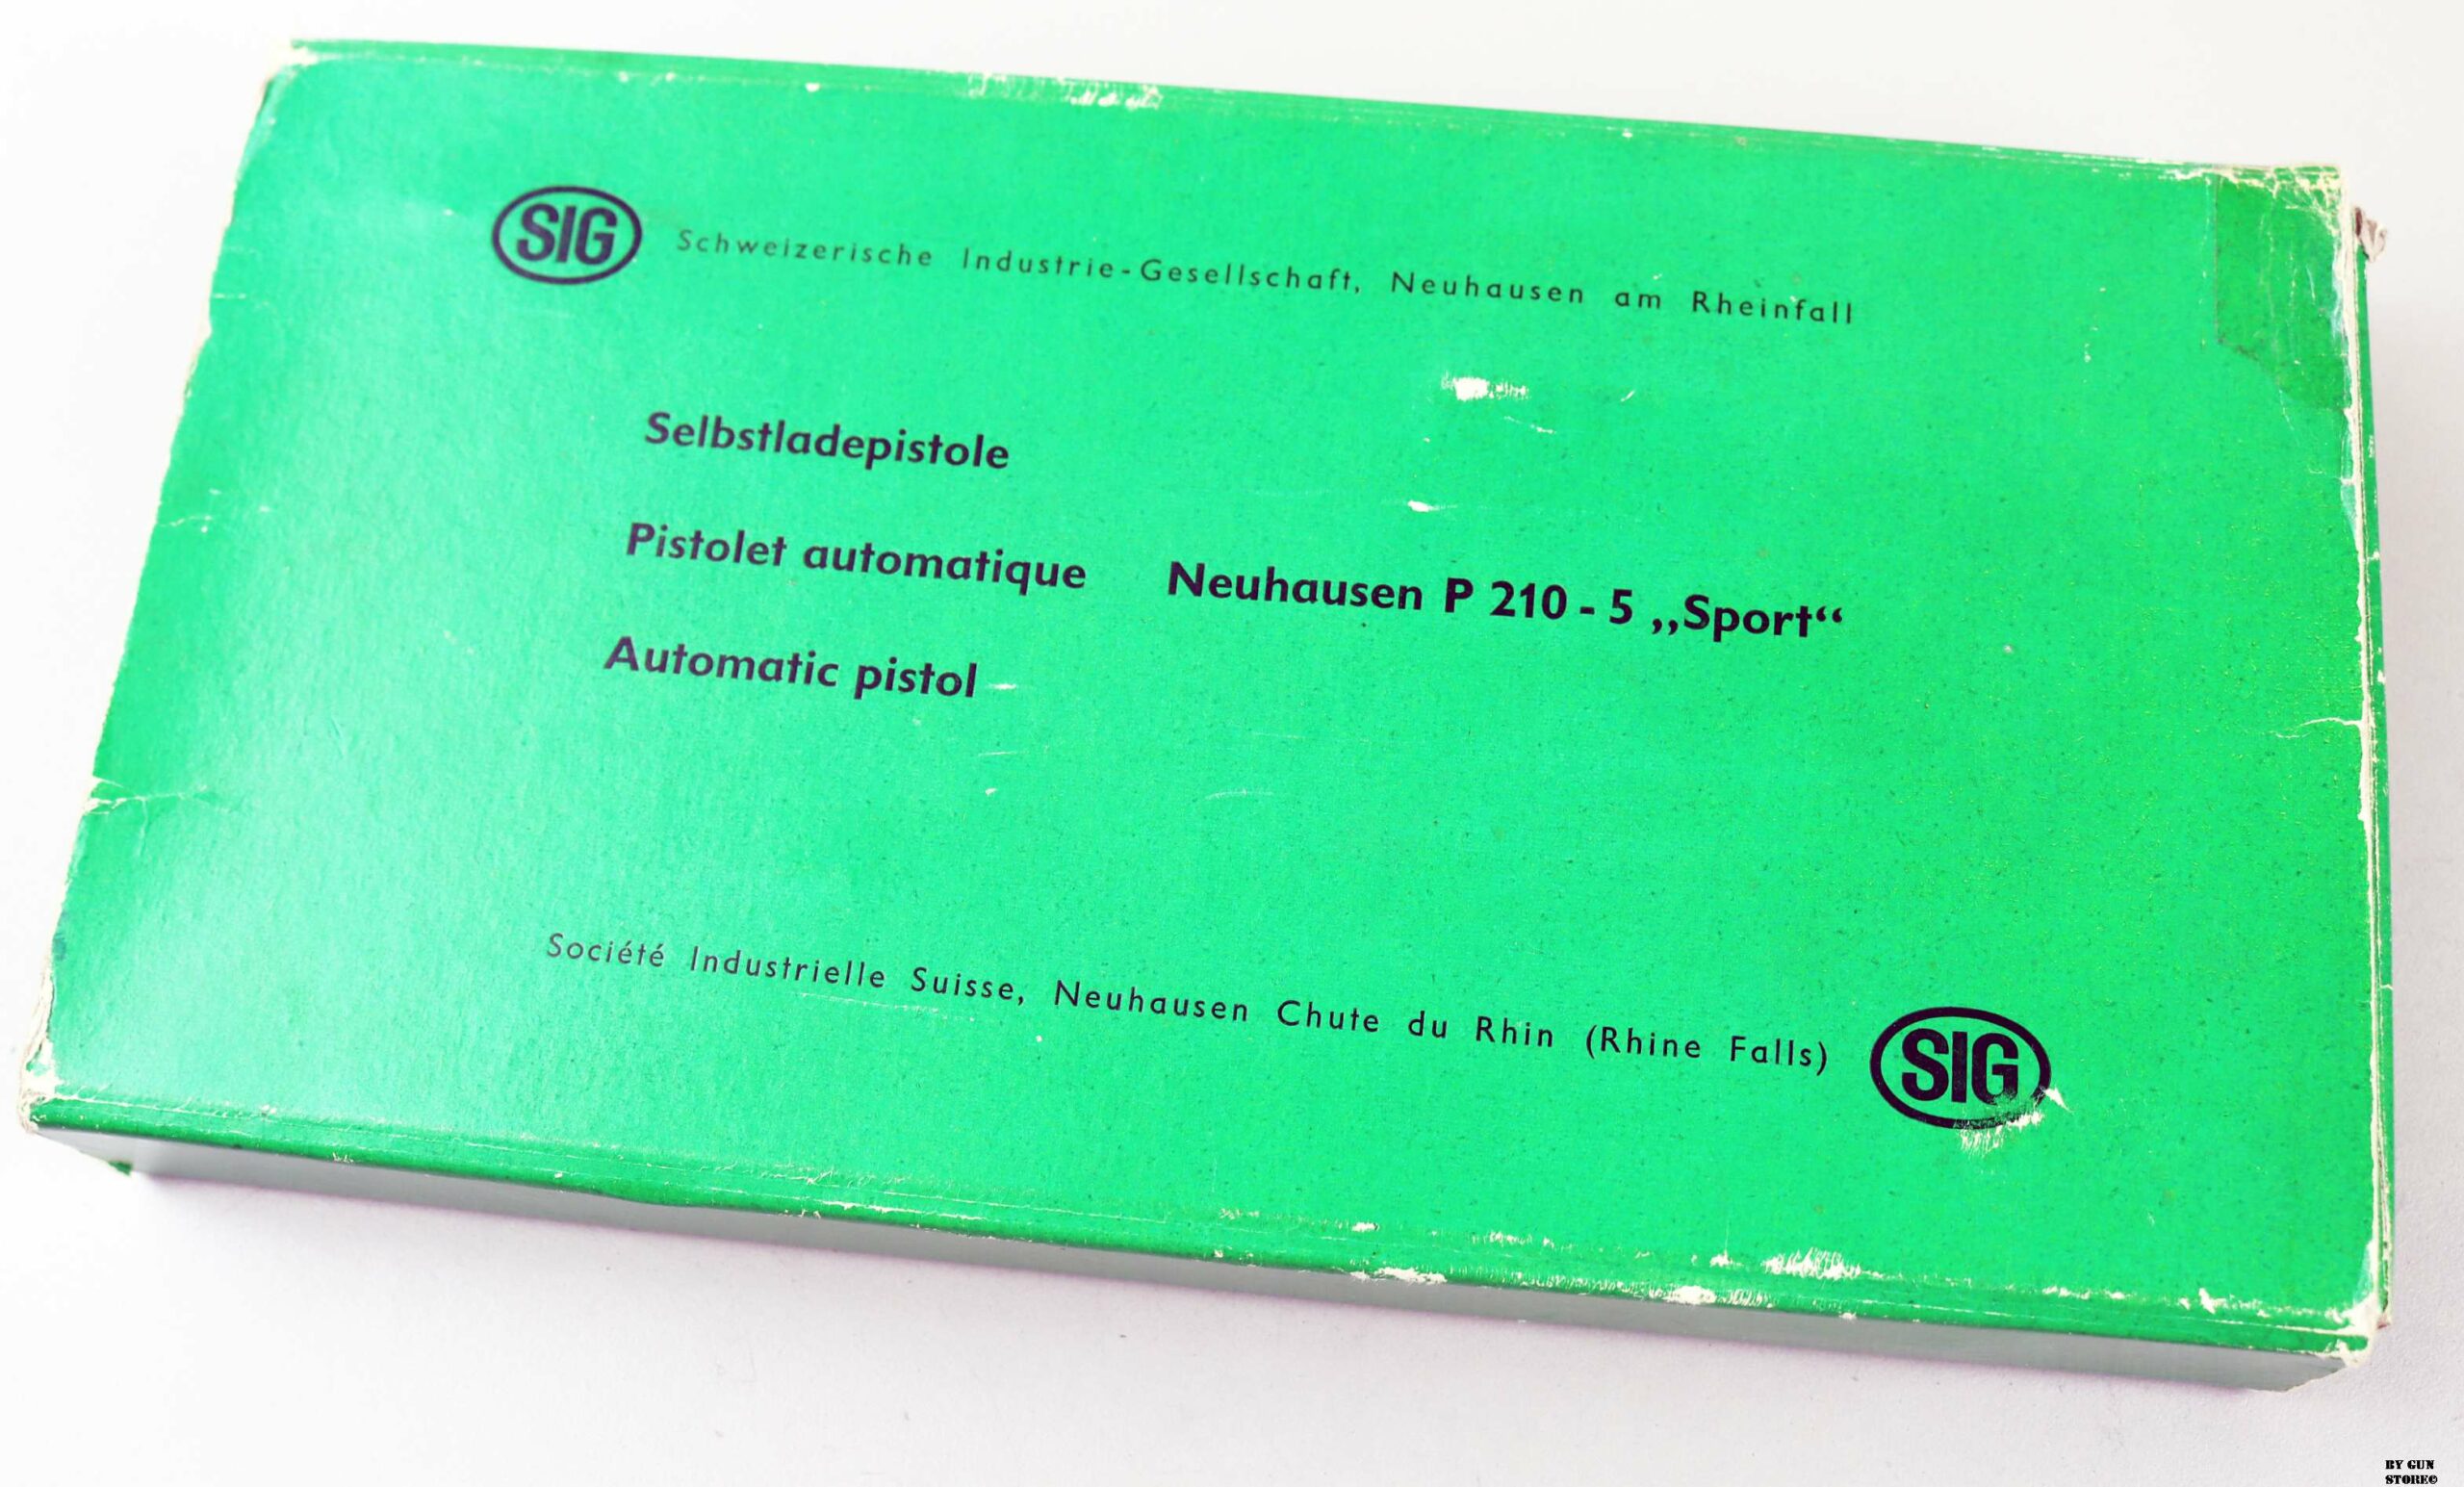 SIG Schweizerische Industrie-Gesellschaft, Neuhausen am Rheinfall
Selbstladepistole
Pistolet automatique Neuhausen P 210 - 5 „Sport“
Automatic pistol
Société Industrielle Suisse, Neuhausen Chute du Rhin (Rhine Falls) SIG
BY GUN
STORE©